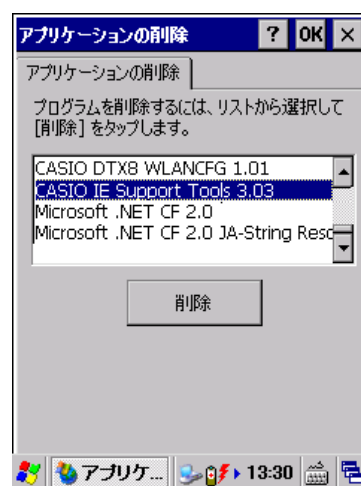 アプリケーションの削除 ? OK ×
アプリケーションの削除
プログラムを削除するには、リストから選択して
[削除] をタップします。
CASIO DTX8 WLANCFG 1.01
CASIO IE Support Tools 3.03
Microsoft .NET CF 2.0
Microsoft .NET CF 2.0 JA-String Reso
削除
アプリケ... 13:30